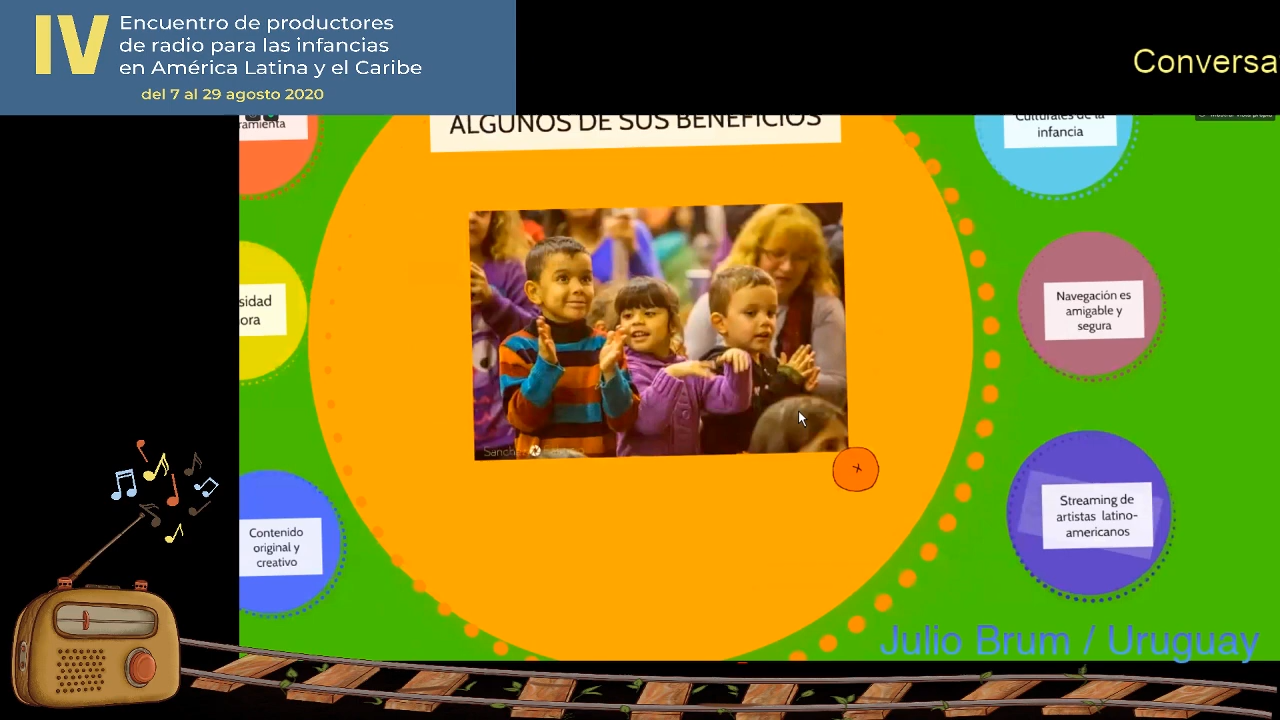 IV
Encuentro de productores
de radio para las infancias
en América Latina y el Caribe
del 7 al 29 agosto 2020
Conversa
ramienta
ALGUNOS DE SUS BENEFICIOS
Culturales de la
infancia
sidad
ora
Navegación es
amigable y
segura
Contenido
original y
creativo
Streaming de
artistas latino-
americanos
Julio Brum / Uruguay